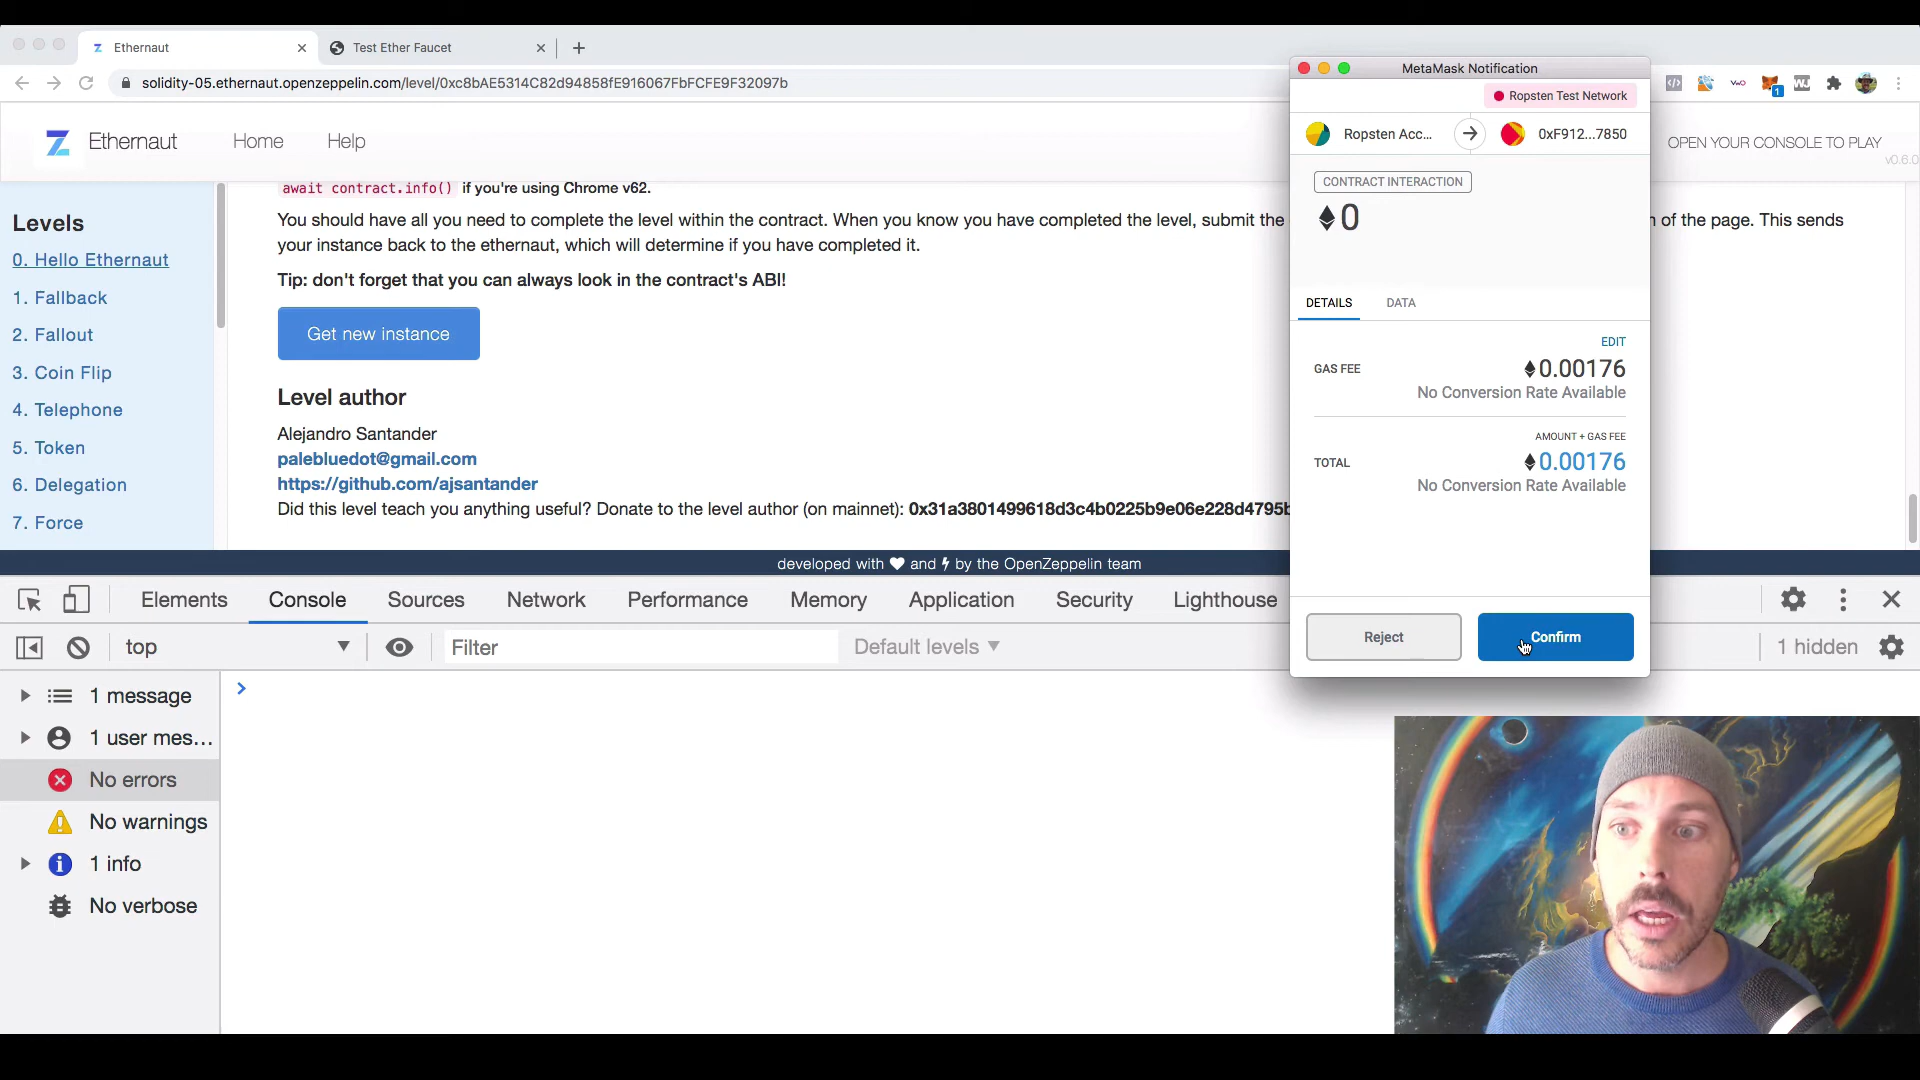 Ethernaut
Test Ether Faucet
solidity-05.ethernaut.openzeppelin.com/level/0xc8bAE5314C82d94858fE916067FbFCFE9F32097b
Ethernaut
Home
Help
OPEN YOUR CONSOLE TO PLAY
v0.6.0
Levels
0. Hello Ethernaut
1. Fallback
2. Fallout
3. Coin Flip
4. Telephone
5. Token
6. Delegation
7. Force
await contract.info() if you're using Chrome v62.
You should have all you need to complete the level within the contract. When you know you have completed the level, submit the
of the page. This sends
your instance back to the ethernaut, which will determine if you have completed it.
Tip: don't forget that you can always look in the contract's ABI!
Get new instance
Level author
Alejandro Santander
palebluedot@gmail.com
https://github.com/ajsantander
Did this level teach you anything useful? Donate to the level author (on mainnet): 0x31a3801499618d3c4b0225b9e06e228d4795b
developed with ❤ and ⚡ by the OpenZeppelin team
MetaMask Notification
Ropsten Test Network
Ropsten Acc...
0xF912...7850
CONTRACT INTERACTION
0
DETAILS
DATA
EDIT
GAS FEE
0.00176
No Conversion Rate Available
AMOUNT + GAS FEE
TOTAL
0.00176
No Conversion Rate Available
Reject
Confirm
Elements
Console
Sources
Network
Performance
Memory
Application
Security
Lighthouse
top
Filter
Default levels
1 hidden
1 message
1 user mes...
No errors
No warnings
1 info
No verbose